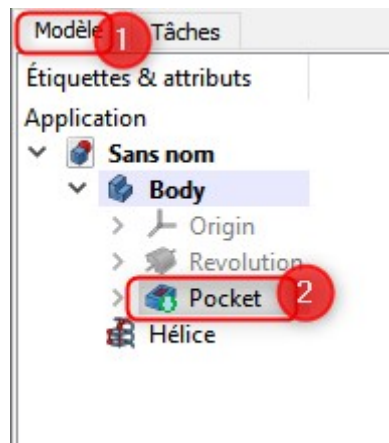 Modèle 1 Tâches
Étiquettes & attributs
Application
Sans nom
Body
Origin
Revolution
Pocket 2
Hélice